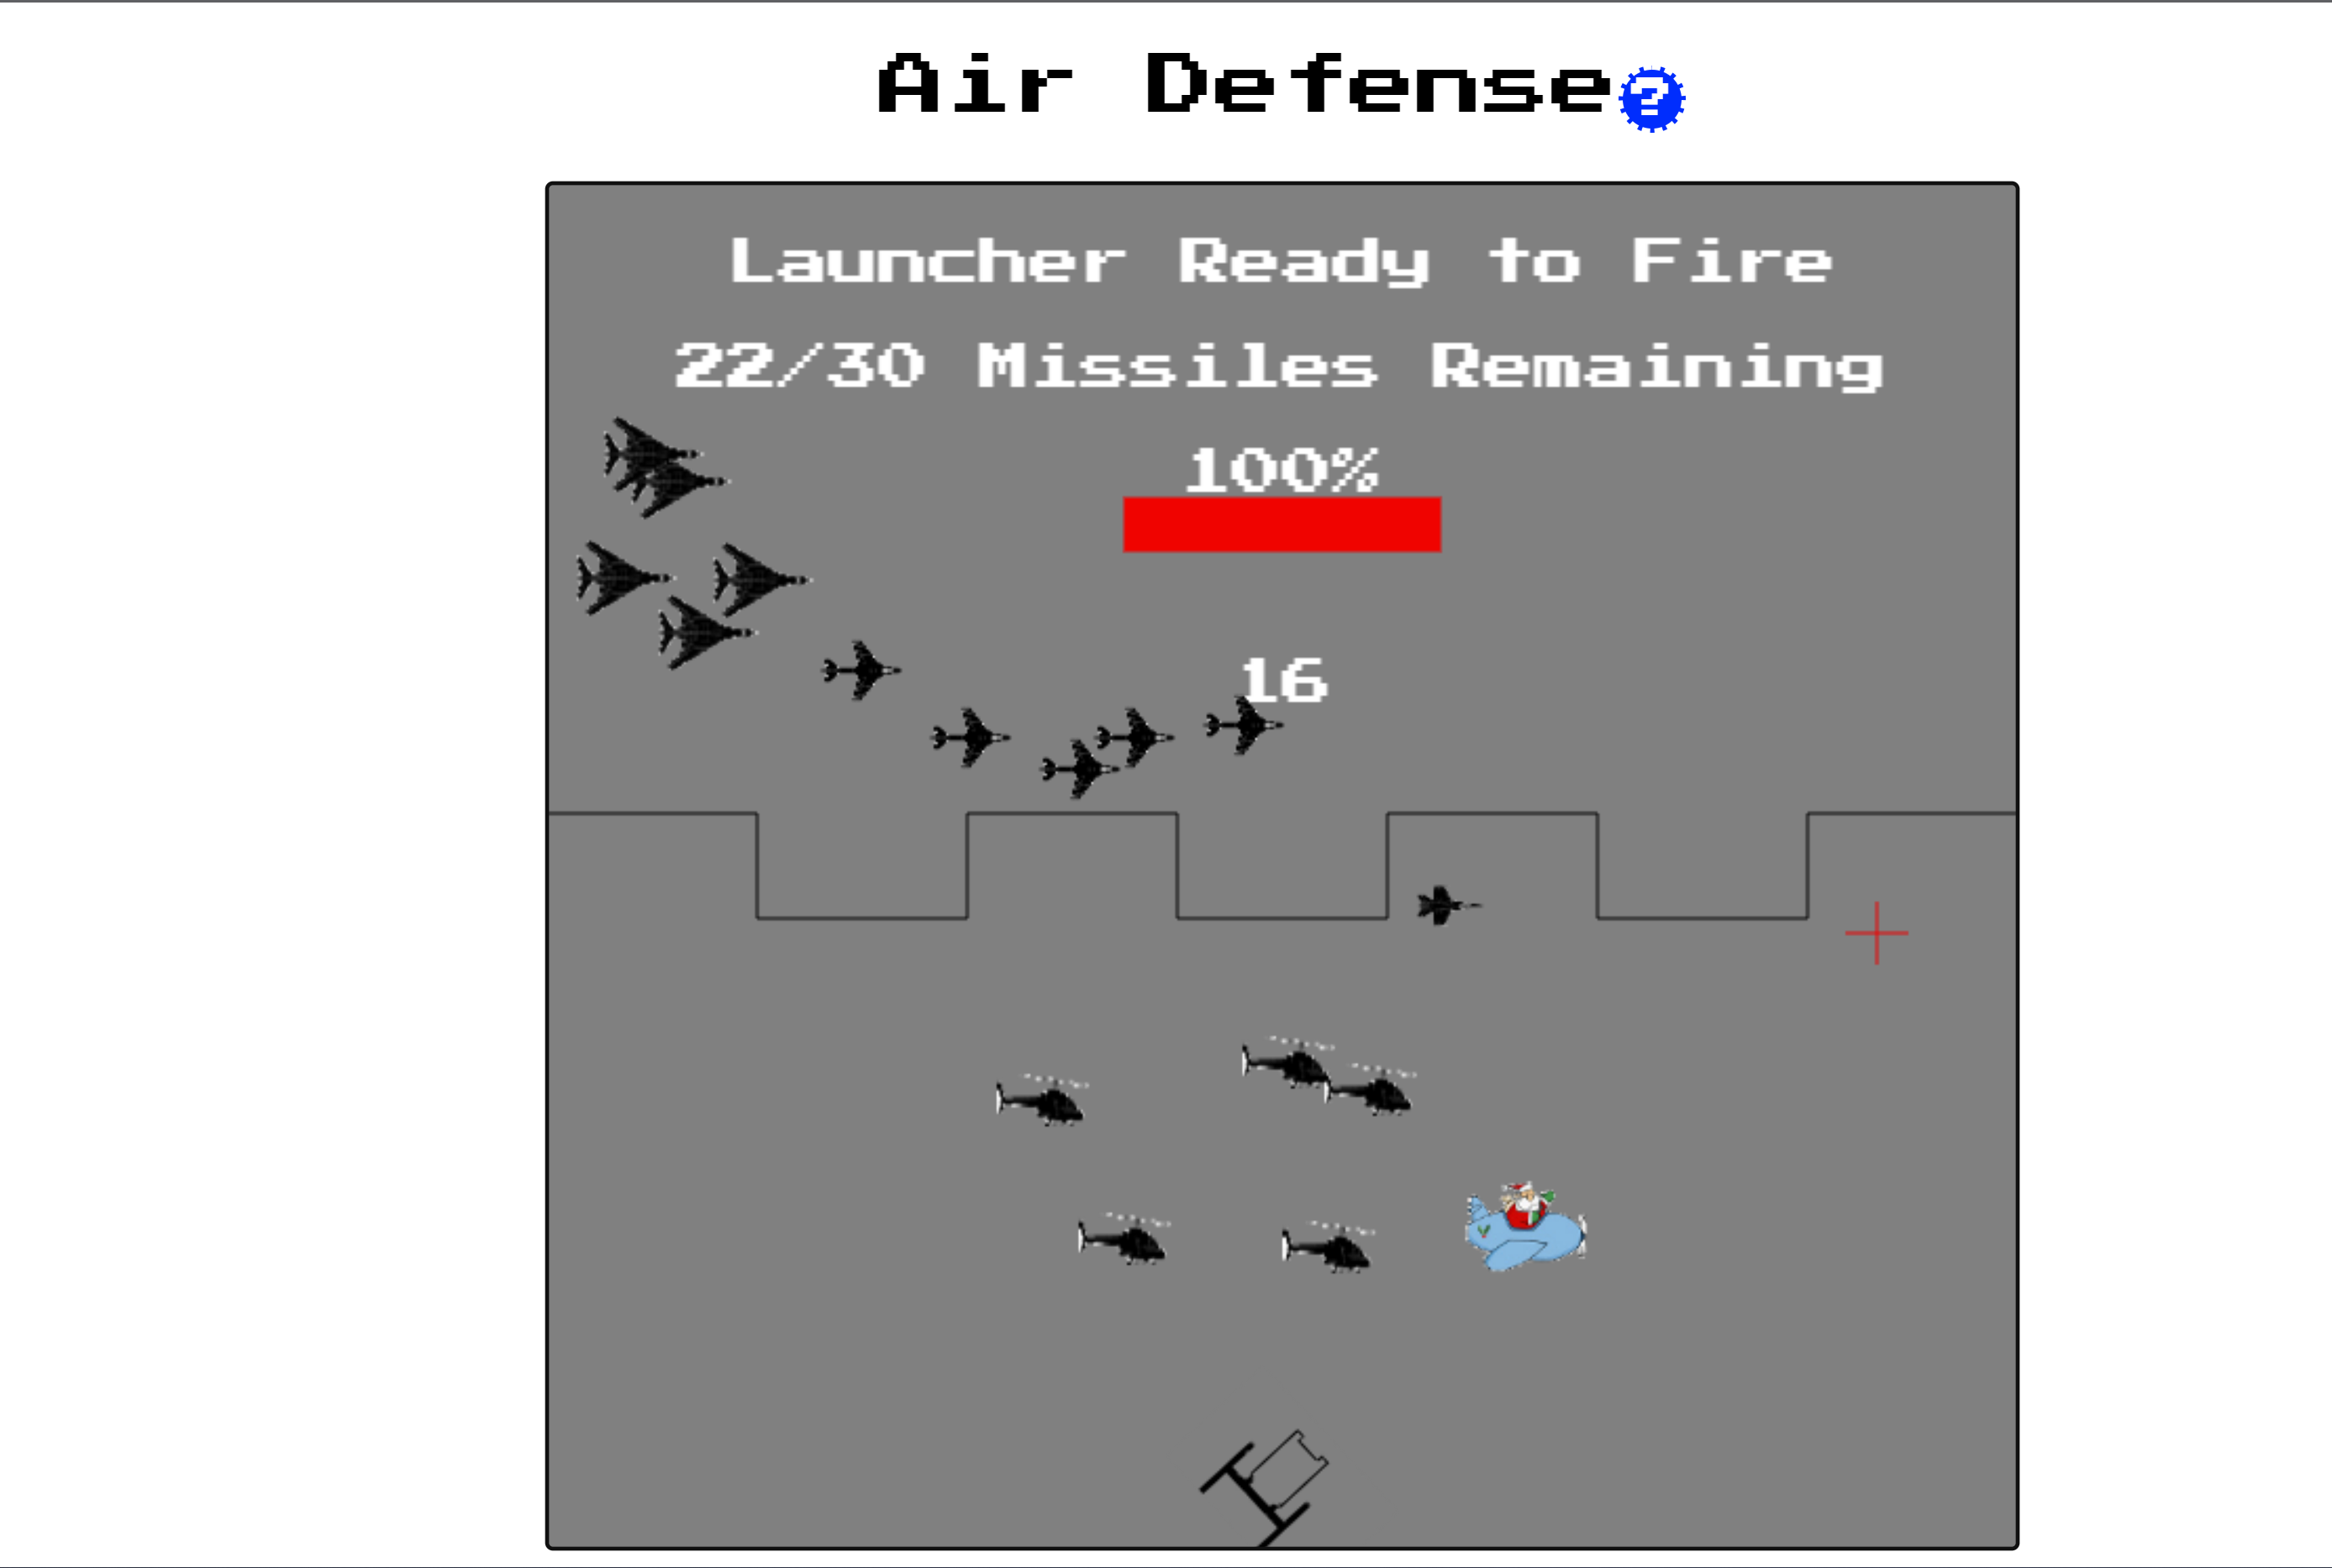 Air Defense?
Launcher Ready to Fire
22/30 Missiles Remaining
100%
16